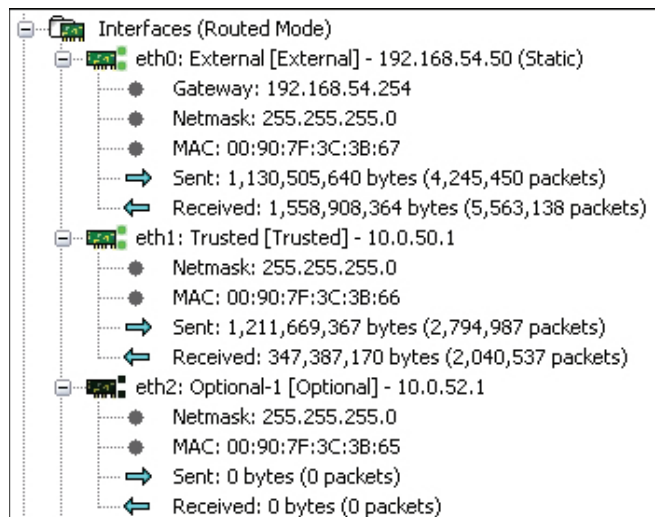 Interfaces (Routed Mode)
eth0: External [External] - 192.168.54.50 (Static)
Gateway: 192.168.54.254
Netmask: 255.255.255.0
MAC: 00:90:7F:3C:3B:67
Sent: 1,130,505,640 bytes (4,245,450 packets)
Received: 1,558,908,364 bytes (5,563,138 packets)
eth1: Trusted [Trusted] - 10.0.50.1
Netmask: 255.255.255.0
MAC: 00:90:7F:3C:3B:66
Sent: 1,211,669,367 bytes (2,794,987 packets)
Received: 347,387,170 bytes (2,040,537 packets)
eth2: Optional-1 [Optional] - 10.0.52.1
Netmask: 255.255.255.0
MAC: 00:90:7F:3C:3B:65
Sent: 0 bytes (0 packets)
Received: 0 bytes (0 packets)